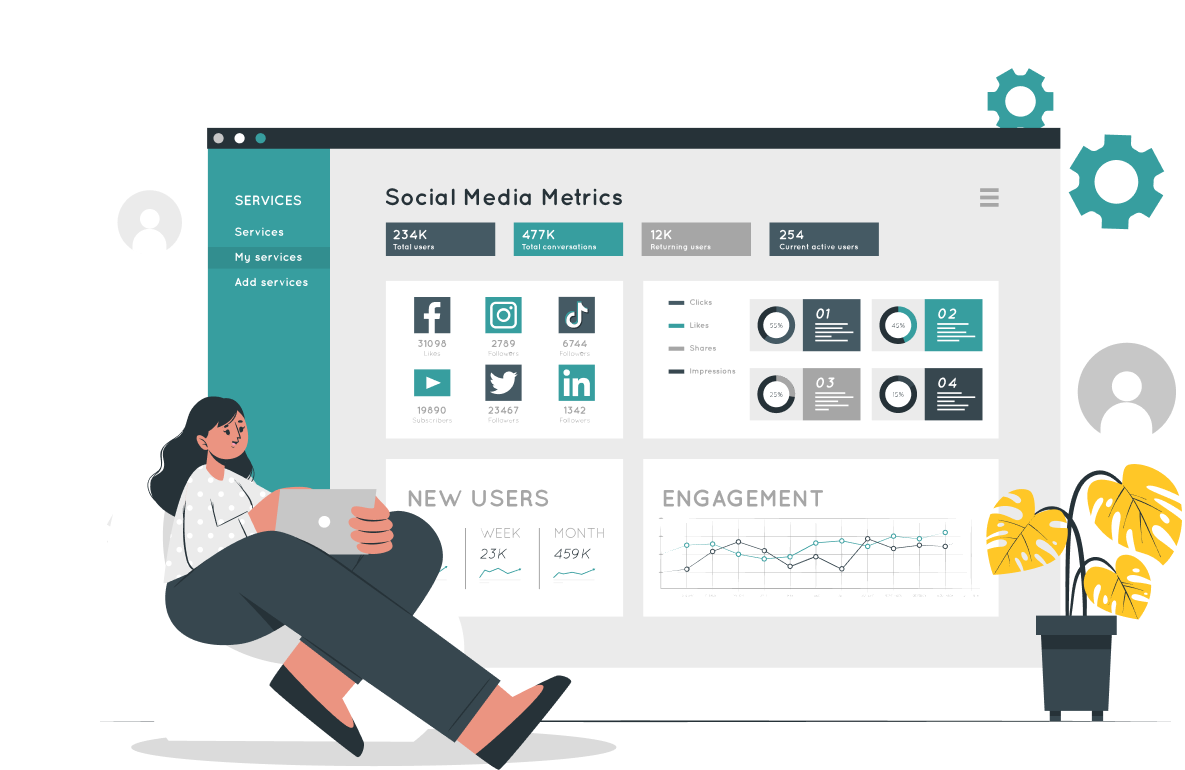 SERVICES
Services
My services
Add services
Social Media Metrics
234K
Total users
477K
Total conversations
12K
Returning users
254
Current active users
31098
Likes
2789
Followers
6744
Followers
19890
Subscribers
23467
Followers
1342
Followers
Clicks
Likes
Shares
Impressions
55%
01
45%
02
25%
03
15%
04
NEW USERS
WEEK
23K
MONTH
459K
ENGAGEMENT